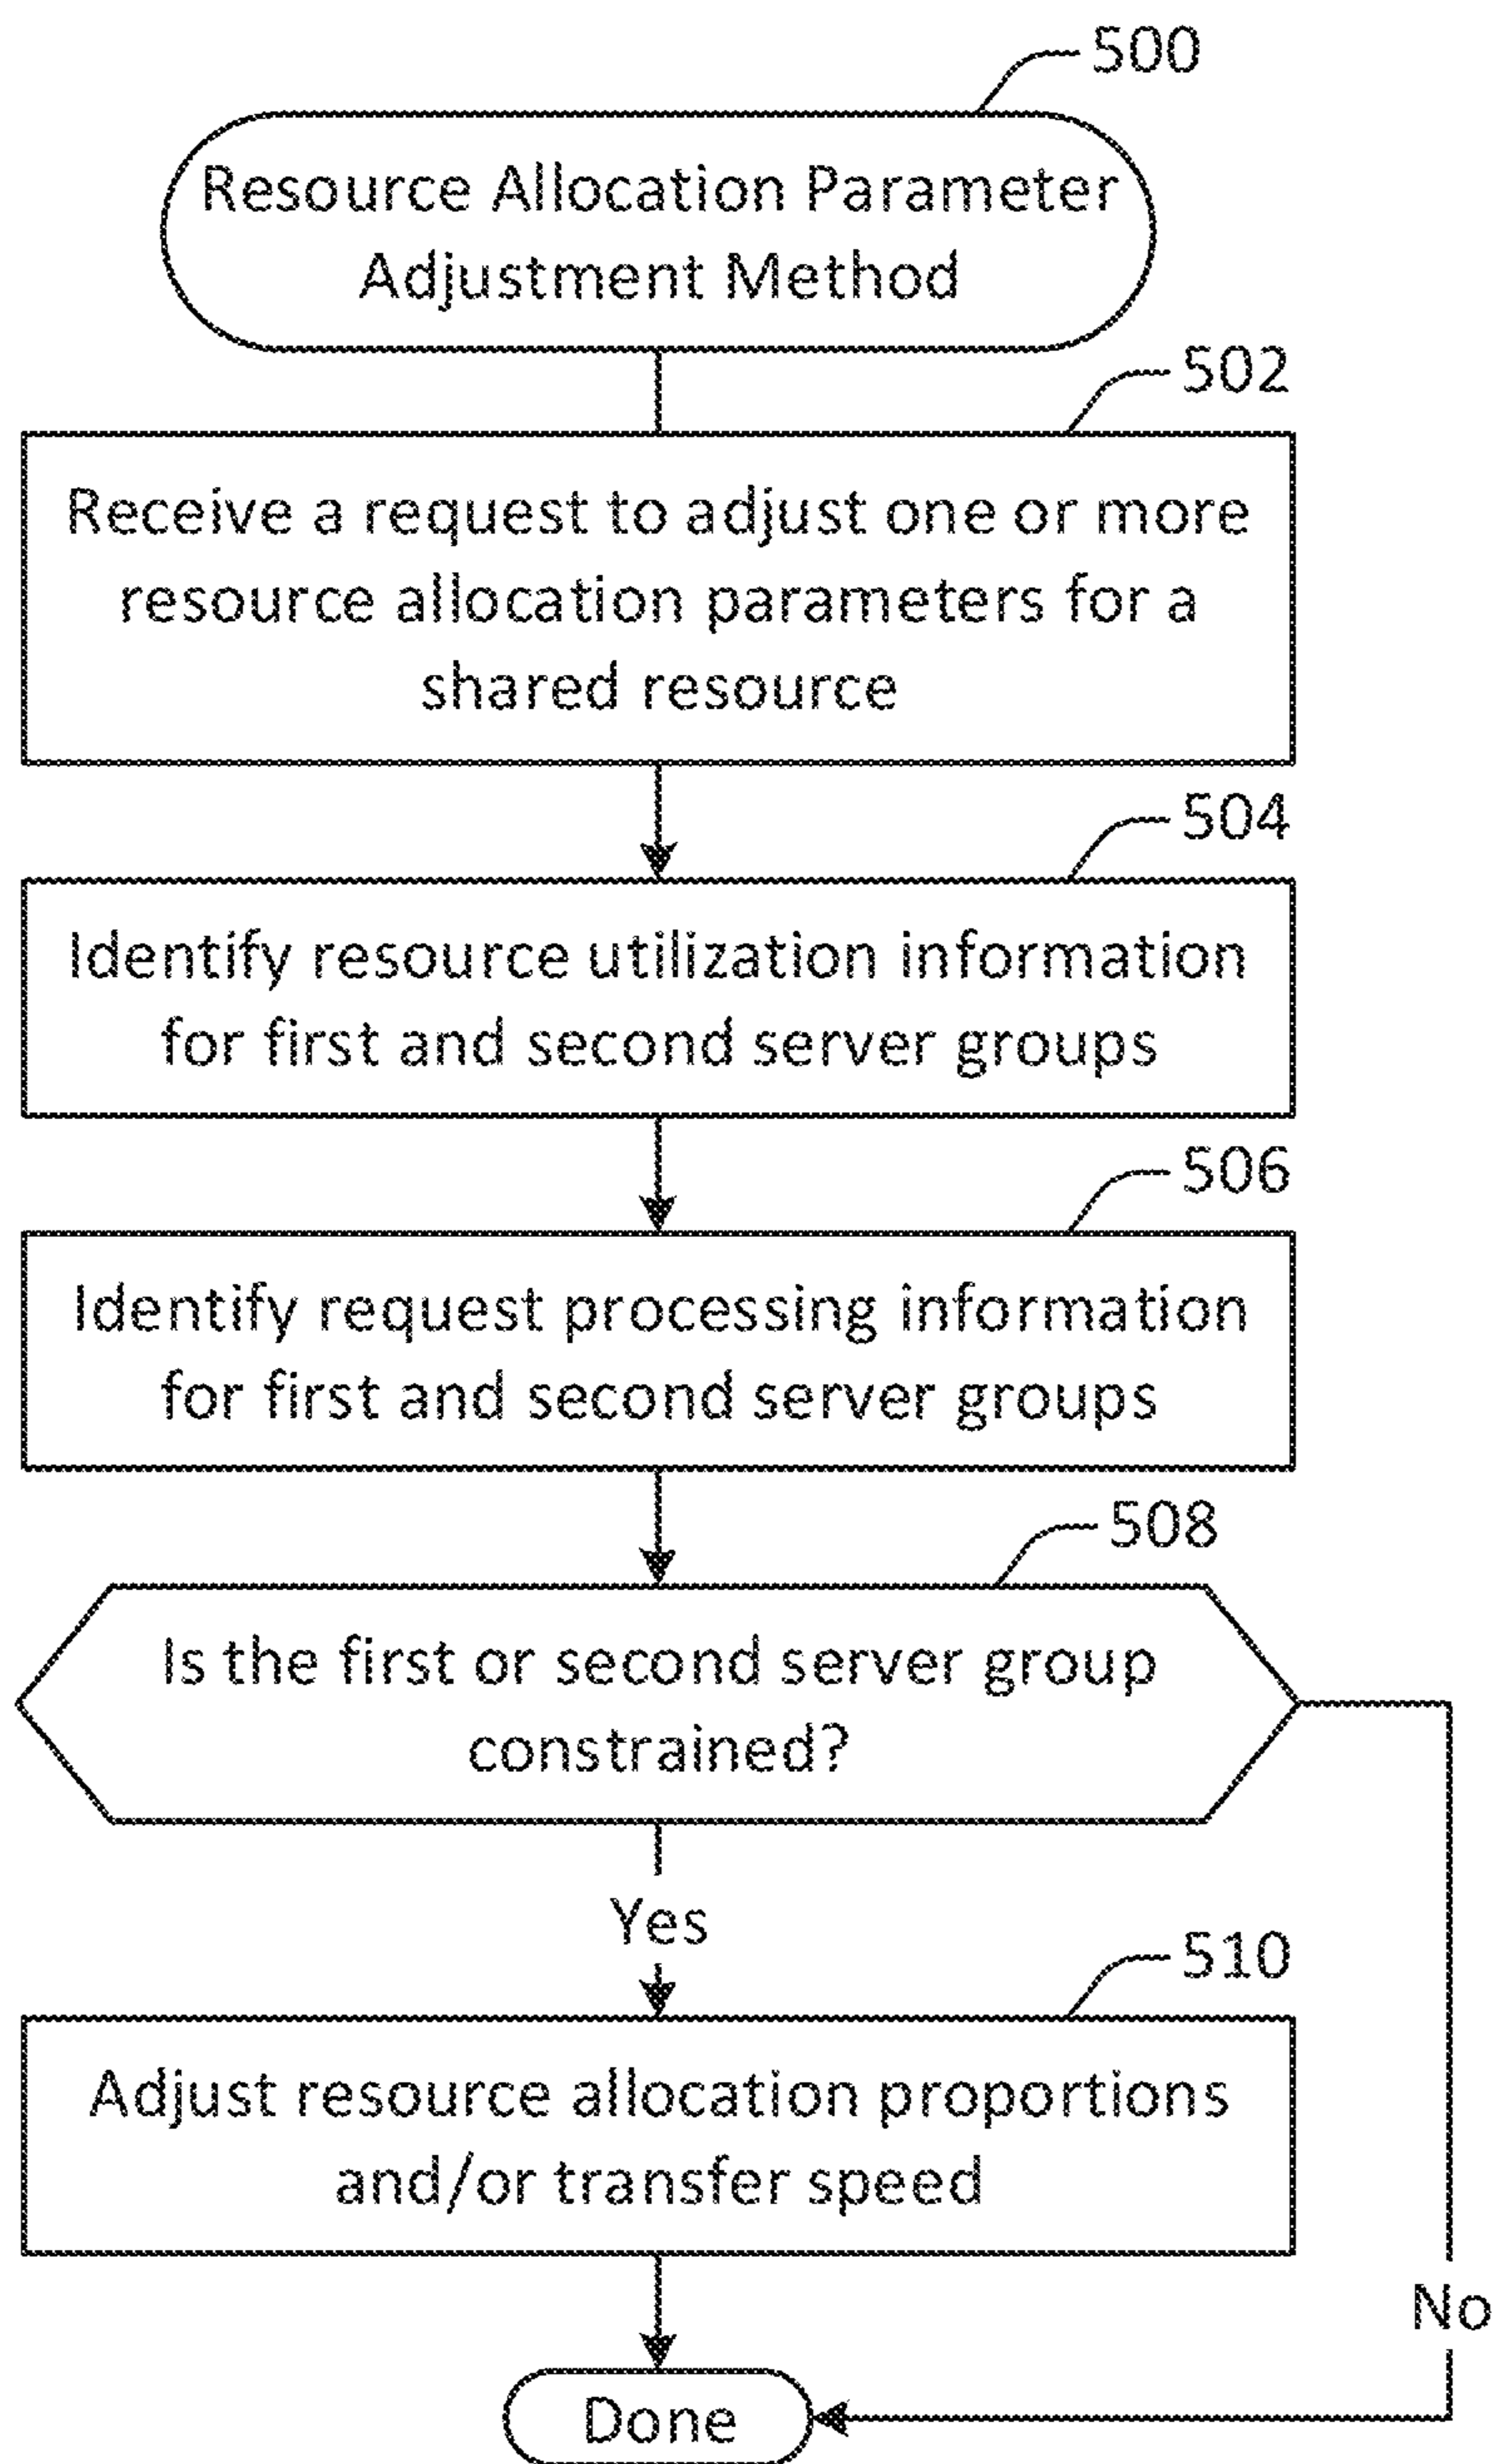 500
Resource Allocation Parameter
Adjustment Method
502
Receive a request to adjust one or more
resource allocation parameters for a
shared resource
504
Identify resource utilization information
for first and second server groups
506
Identify request processing information
for first and second server groups
508
Is the first or second server group
constrained?
Yes
510
Adjust resource allocation proportions
and/or transfer speed
No
Done